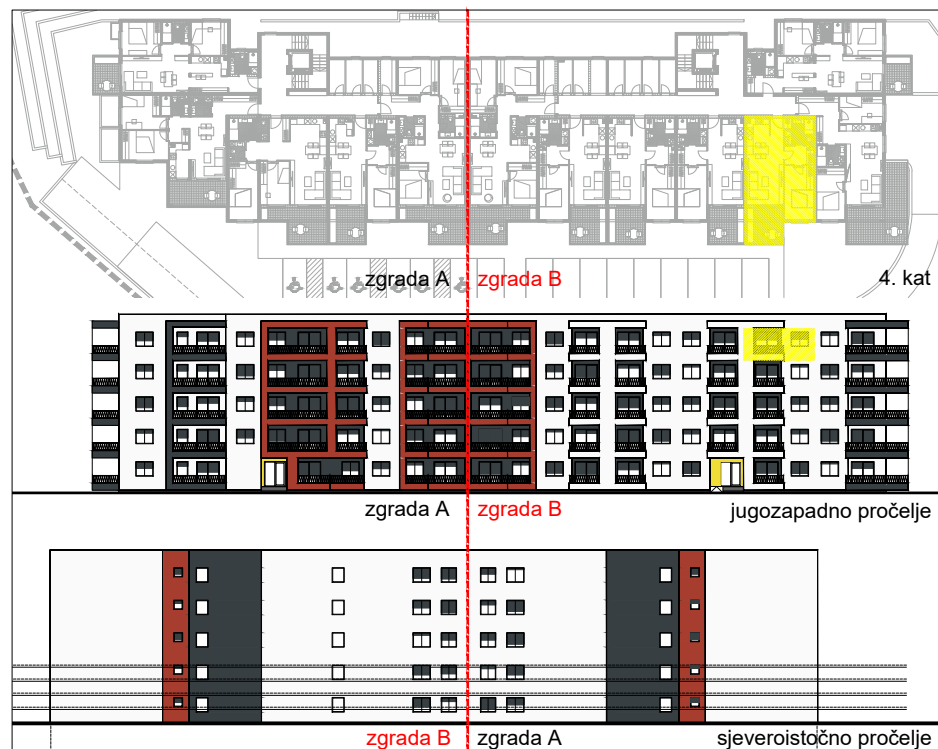 zgrada A zgrada B 4. kat
zgrada A zgrada B jugozapadno pročelje
zgrada B zgrada A sjeveroistočno pročelje